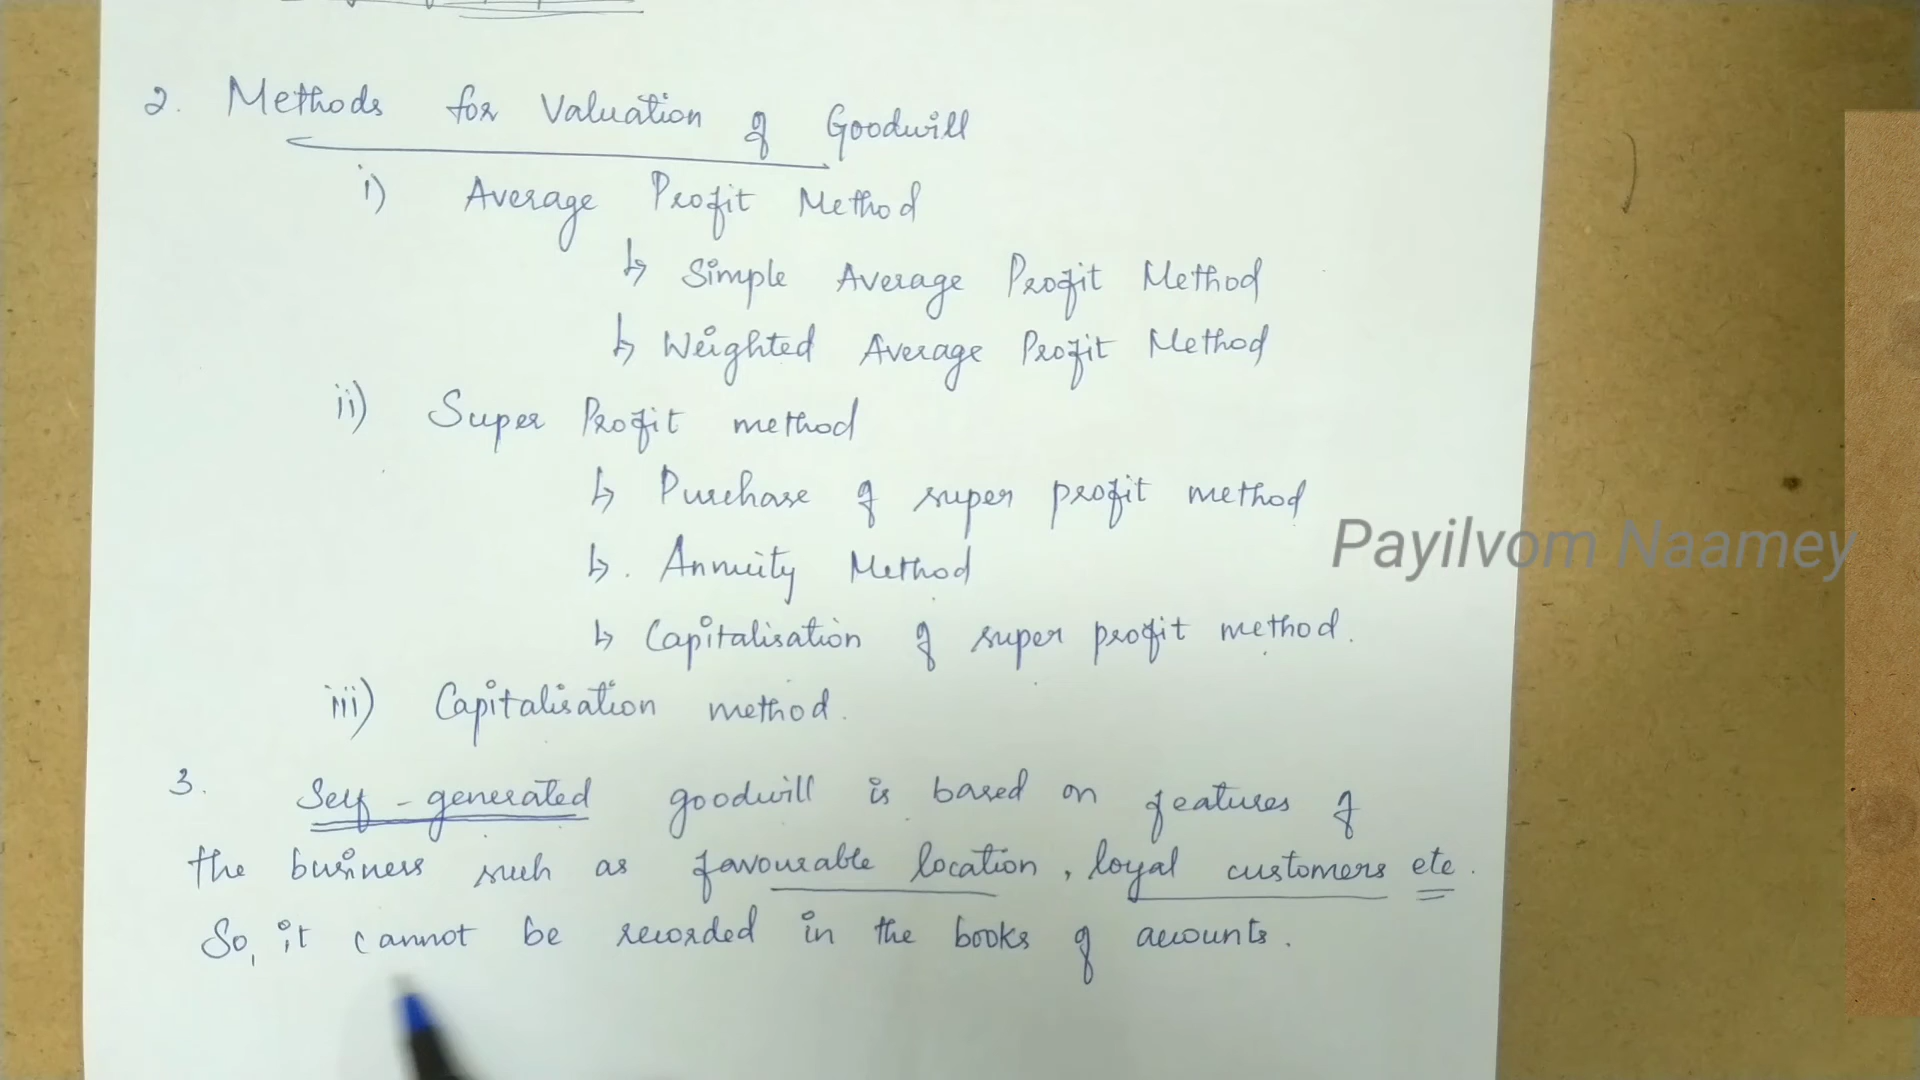 2. Methods for Valuation of Goodwill
i) Average Profit Method
↳ Simple Average Profit Method
↳ Weighted Average Profit Method
ii) Super Profit method
↳ Purchase of super profit method
↳. Annuity Method
↳ Capitalisation of super profit method.
iii) Capitalisation method.
3. Self-generated goodwill is based on features of
the business such as favourable location, loyal customers etc.
So, it cannot be recorded in the books of accounts.
Payilvom Naamey